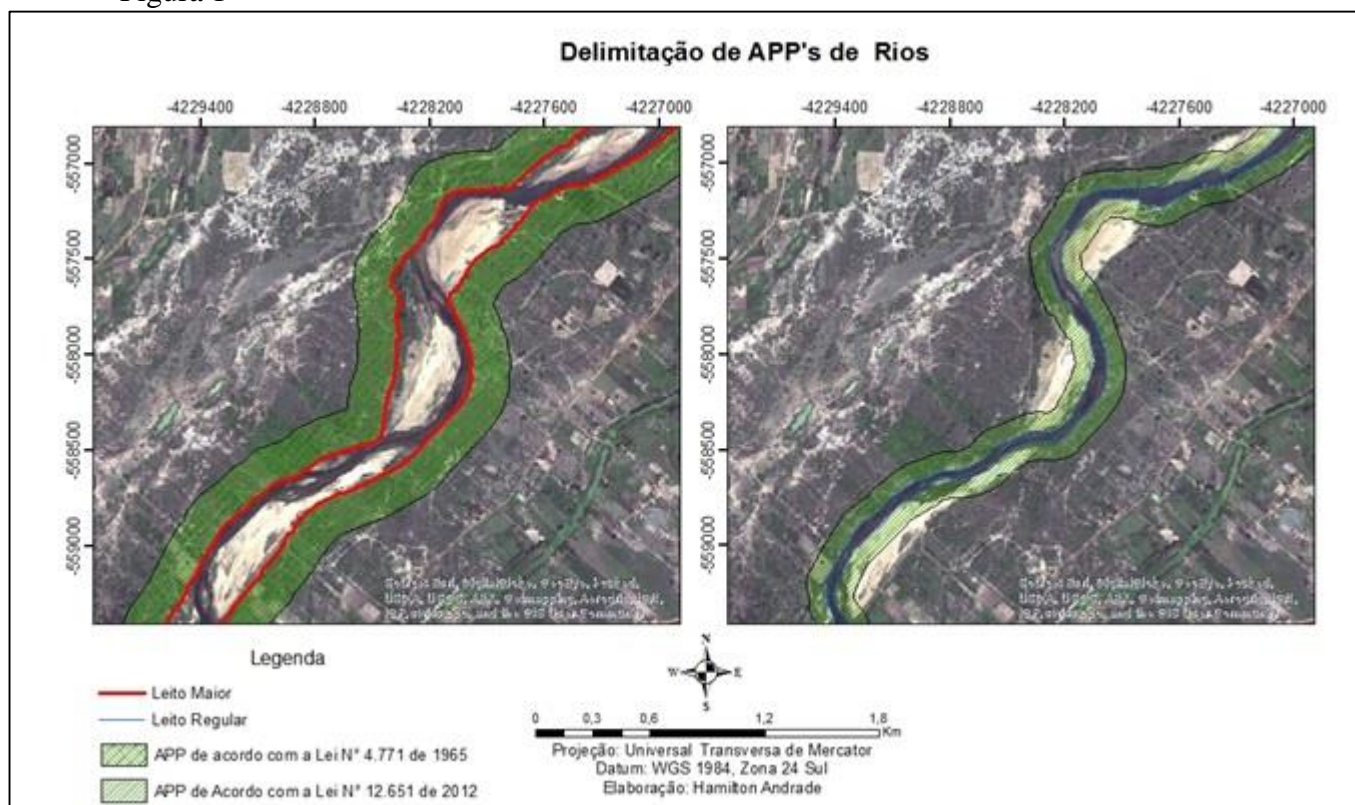 Figura 1
Delimitação de APP's de Rios
-4229400 -4228800 -4228200 -4227600 -4227000
-4229400 -4228800 -4228200 -4227600 -4227000
-557000
-557500
-558000
-558500
-559000
-557000
-557500
-558000
-558500
-559000
Legenda
Leito Maior
Leito Regular
APP de acordo com a Lei N° 4.771 de 1965
APP de Acordo com a Lei N° 12.651 de 2012
N
W E
S
0 0,3 0,6 1,2 1,8
Km
Projeção: Universal Transversa de Mercator
Datum: WGS 1984, Zona 24 Sul
Elaboração: Hamilton Andrade